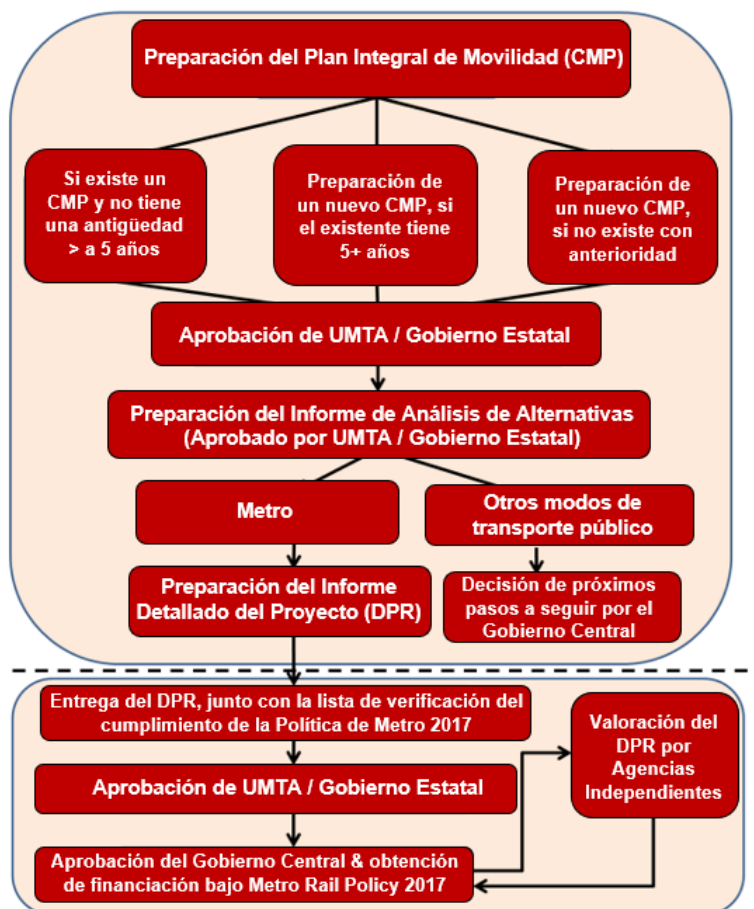 Preparación del Plan Integral de Movilidad (CMP)
Si existe un
CMP y no tiene
una antigüedad
> a 5 años
Preparación de
un nuevo CMP, si
el existente tiene
5+ años
Preparación de
un nuevo CMP,
si no existe con
anterioridad
Aprobación de UMTA / Gobierno Estatal
Preparación del Informe de Análisis de Alternativas
(Aprobado por UMTA / Gobierno Estatal)
Metro
Otros modos de
transporte público
Preparación del Informe
Detallado del Proyecto (DPR)
Decisión de próximos
pasos a seguir por el
Gobierno Central
Entrega del DPR, junto con la lista de verificación del
cumplimiento de la Política de Metro 2017
Valoración del
DPR por
Agencias
Independientes
Aprobación de UMTA / Gobierno Estatal
Aprobación del Gobierno Central & obtención
de financiación bajo Metro Rail Policy 2017